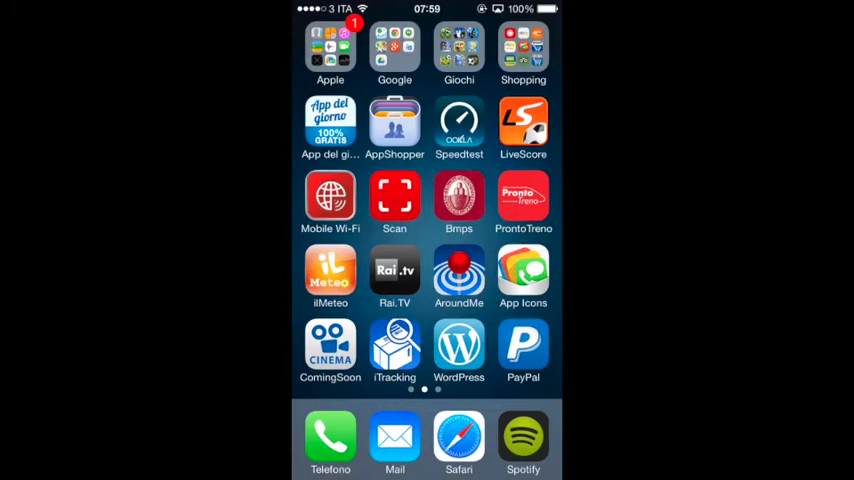 3 ITA 07:59 100%
1
Apple Google Giochi Shopping
App del giorno 100% GRATIS
OOKLA
LS
App del gi... AppShopper Speedtest LiveScore
Pronto Treno
Mobile Wi-Fi Scan Bmps ProntoTreno
iL Meteo
Rai.tv
ilMeteo Rai.TV AroundMe App Icons
CINEMA
ComingSoon iTracking WordPress PayPal
Telefono Mail Safari Spotify